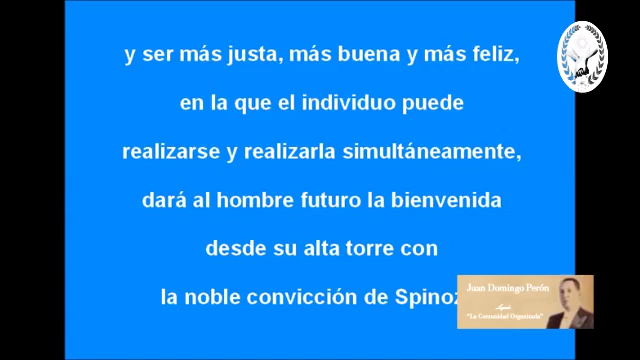 y ser más justa, más buena y más feliz,
en la que el individuo puede
realizarse y realizarla simultáneamente,
dará al hombre futuro la bienvenida
desde su alta torre con
la noble convicción de Spinoz
Juan Domingo Perón
"La Comunidad Organizada"